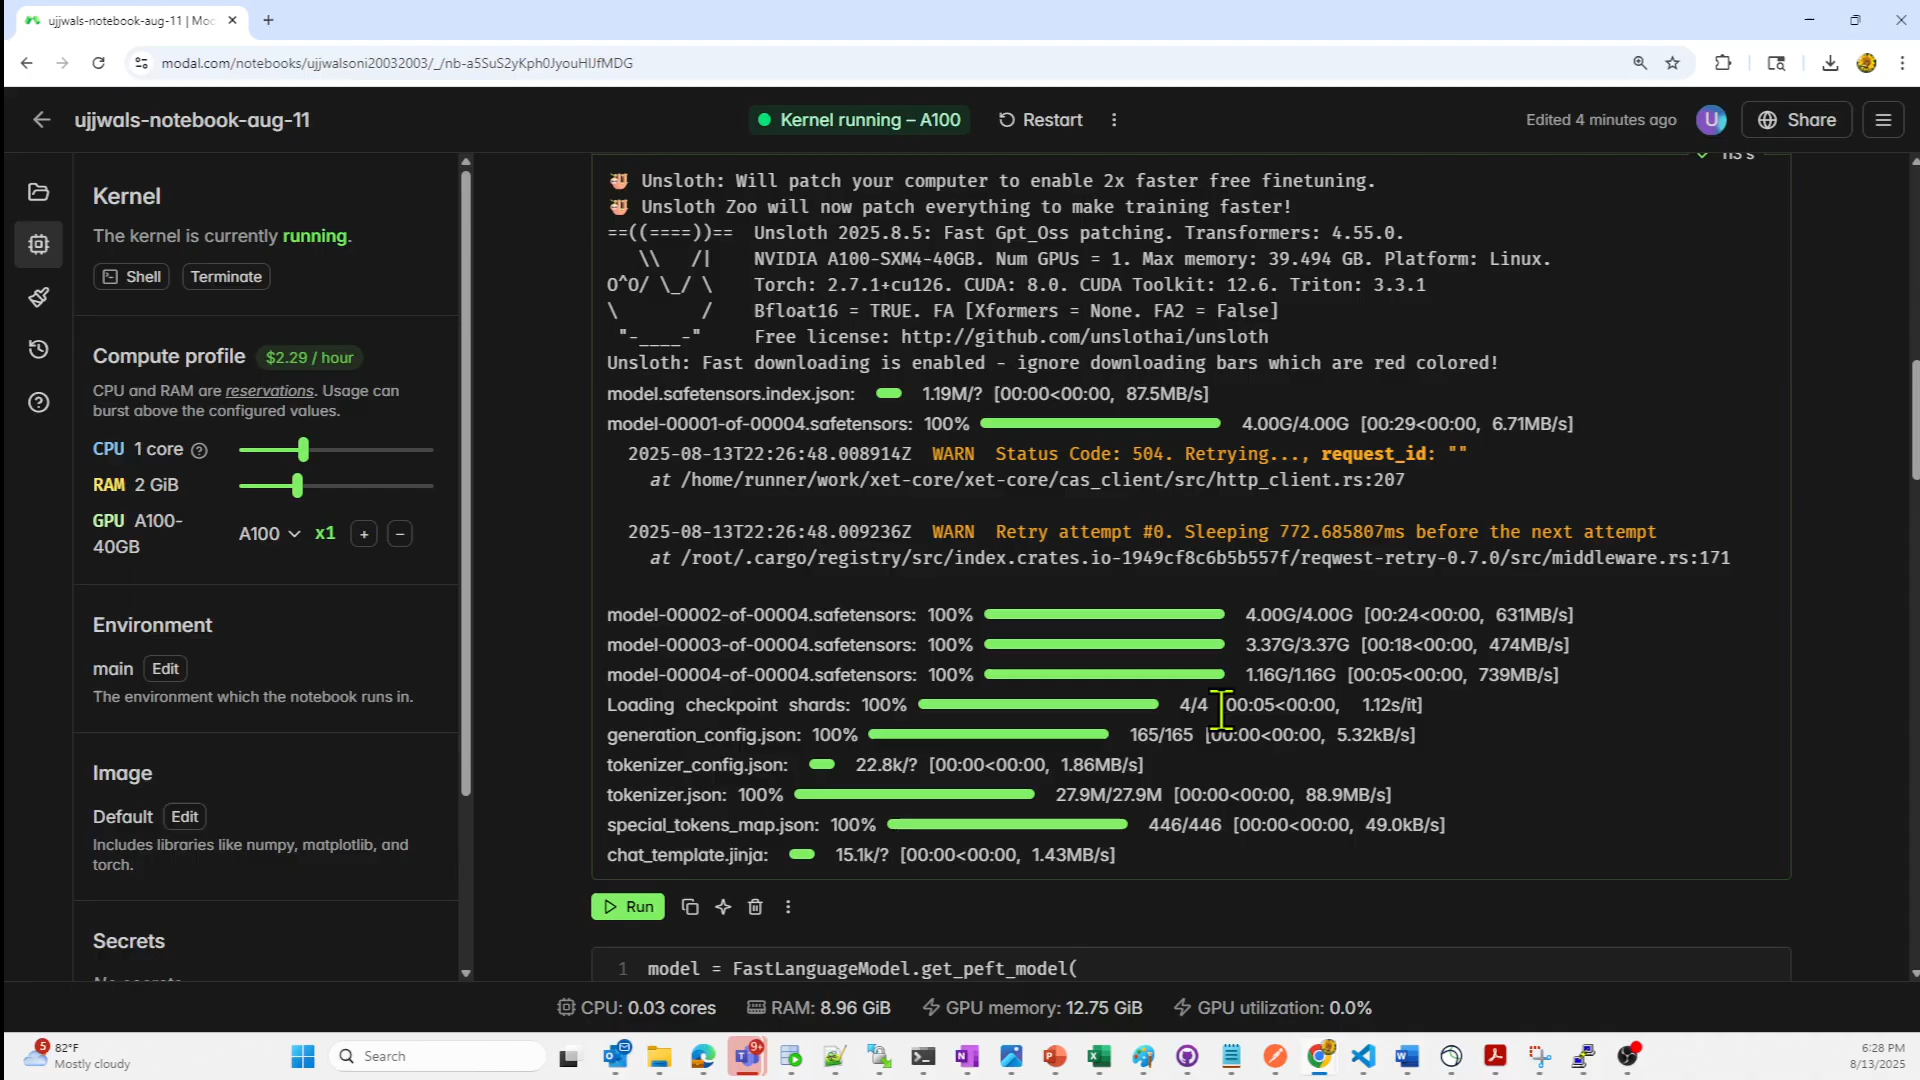 ujjwals-notebook-aug-11 | Moc
modal.com/notebooks/ujjwalsoni20032003/_/nb-a5SuS2yKph0JyouHIJfMDG
ujjwals-notebook-aug-11
Kernel running – A100
Restart
Edited 4 minutes ago
U
Share
Kernel
The kernel is currently running.
Shell
Terminate
Compute profile $2.29 / hour
CPU and RAM are reservations. Usage can
burst above the configured values.
CPU 1 core
RAM 2 GiB
GPU A100-
40GB
A100
x1
+
−
Environment
main Edit
The environment which the notebook runs in.
Image
Default Edit
Includes libraries like numpy, matplotlib, and
torch.
Secrets
113 s
🦥 Unsloth: Will patch your computer to enable 2x faster free finetuning.
🦥 Unsloth Zoo will now patch everything to make training faster!
==((====))==  Unsloth 2025.8.5: Fast Gpt_Oss patching. Transformers: 4.55.0.
   \\   /|    NVIDIA A100-SXM4-40GB. Num GPUs = 1. Max memory: 39.494 GB. Platform: Linux.
O^O/ \_/ \    Torch: 2.7.1+cu126. CUDA: 8.0. CUDA Toolkit: 12.6. Triton: 3.3.1
\        /    Bfloat16 = TRUE. FA [Xformers = None. FA2 = False]
 "-____-"     Free license: http://github.com/unslothai/unsloth
Unsloth: Fast downloading is enabled - ignore downloading bars which are red colored!
model.safetensors.index.json: 1.19M/? [00:00<00:00, 87.5MB/s]
model-00001-of-00004.safetensors: 100% 4.00G/4.00G [00:29<00:00, 6.71MB/s]
2025-08-13T22:26:48.008914Z WARN Status Code: 504. Retrying..., request_id: ""
at /home/runner/work/xet-core/xet-core/cas_client/src/http_client.rs:207
2025-08-13T22:26:48.009236Z WARN Retry attempt #0. Sleeping 772.685807ms before the next attempt
at /root/.cargo/registry/src/index.crates.io-1949cf8c6b5b557f/reqwest-retry-0.7.0/src/middleware.rs:171
model-00002-of-00004.safetensors: 100% 4.00G/4.00G [00:24<00:00, 631MB/s]
model-00003-of-00004.safetensors: 100% 3.37G/3.37G [00:18<00:00, 474MB/s]
model-00004-of-00004.safetensors: 100% 1.16G/1.16G [00:05<00:00, 739MB/s]
Loading checkpoint shards: 100% 4/4 [00:05<00:00, 1.12s/it]
generation_config.json: 100% 165/165 [00:00<00:00, 5.32kB/s]
tokenizer_config.json: 22.8k/? [00:00<00:00, 1.86MB/s]
tokenizer.json: 100% 27.9M/27.9M [00:00<00:00, 88.9MB/s]
special_tokens_map.json: 100% 446/446 [00:00<00:00, 49.0kB/s]
chat_template.jinja: 15.1k/? [00:00<00:00, 1.43MB/s]
Run
1 model = FastLanguageModel.get_peft_model(
CPU: 0.03 cores
RAM: 8.96 GiB
GPU memory: 12.75 GiB
GPU utilization: 0.0%
5
82°F
Mostly cloudy
Search
9+
6:28 PM
8/13/2025